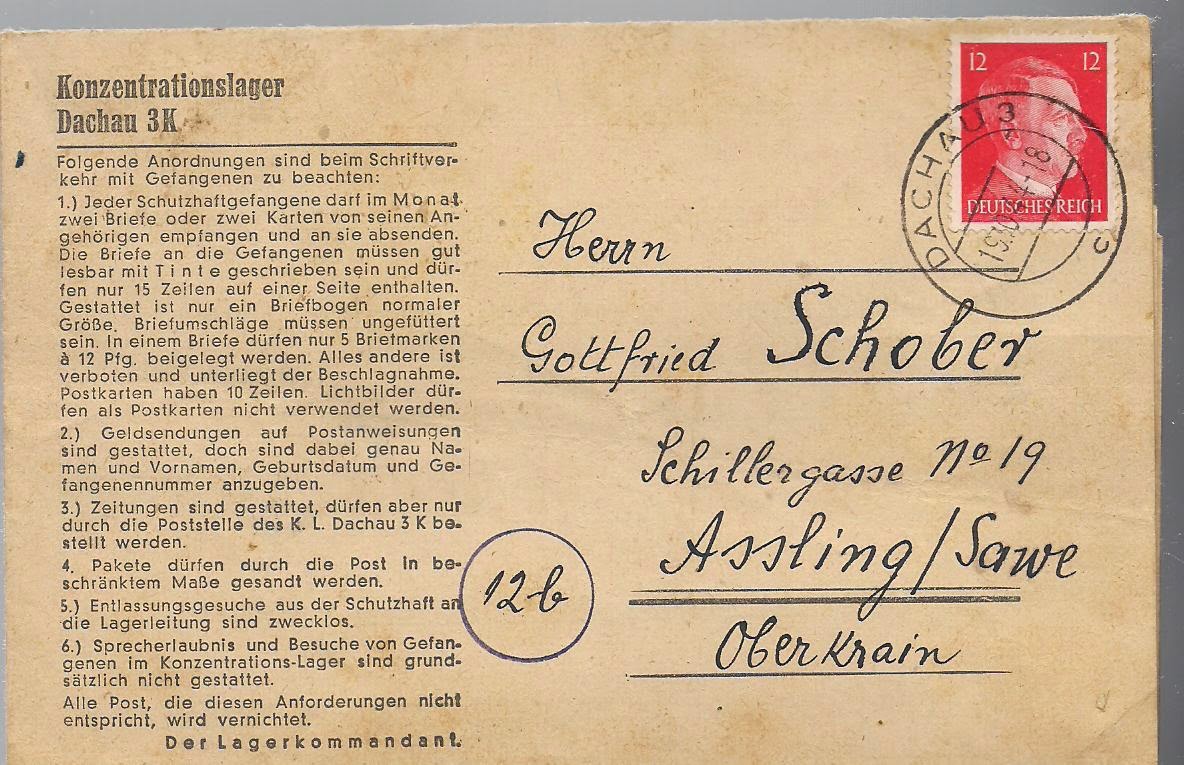 Konzentrationslager
Dachau 3K
Folgende Anordnungen sind beim Schriftver-
kehr mit Gefangenen zu beachten:
1.) Jeder Schutzhaftgefangene darf im Monat
zwei Briefe oder zwei Karten von seinen An-
gehörigen empfangen und an sie absenden.
Die Briefe an die Gefangenen müssen gut
lesbar mit Tinte geschrieben sein und dür-
fen nur 15 Zeilen auf einer Seite enthalten.
Gestattet ist nur ein Briefbogen normaler
Größe. Briefumschläge müssen ungefüttert
sein. In einem Briefe dürfen nur 5 Briefmarken
à 12 Pfg. beigelegt werden. Alles andere ist
verboten und unterliegt der Beschlagnahme.
Postkarten haben 10 Zeilen. Lichtbilder dür-
fen als Postkarten nicht verwendet werden.
2.) Geldsendungen auf Postanweisungen
sind gestattet, doch sind dabei genau Na-
men und Vornamen, Geburtsdatum und Ge-
fangenennummer anzugeben.
3.) Zeitungen sind gestattet, dürfen aber nur
durch die Poststelle des K. L. Dachau 3 K be-
stellt werden.
4. Pakete dürfen durch die Post in be-
schränktem Maße gesandt werden.
5.) Entlassungsgesuche aus der Schutzhaft an
die Lagerleitung sind zwecklos.
6.) Sprecherlaubnis und Besuche von Gefan-
genen im Konzentrations-Lager sind grund-
sätzlich nicht gestattet.
Alle Post, die diesen Anforderungen nicht
entspricht, wird vernichtet.
Der Lagerkommandant.
12 12
DEUTSCHES REICH
DACHAU 3
c
Herrn
Gottfried Schober
Schillergasse No 19
Assling/Sawe
Oberkrain
12b